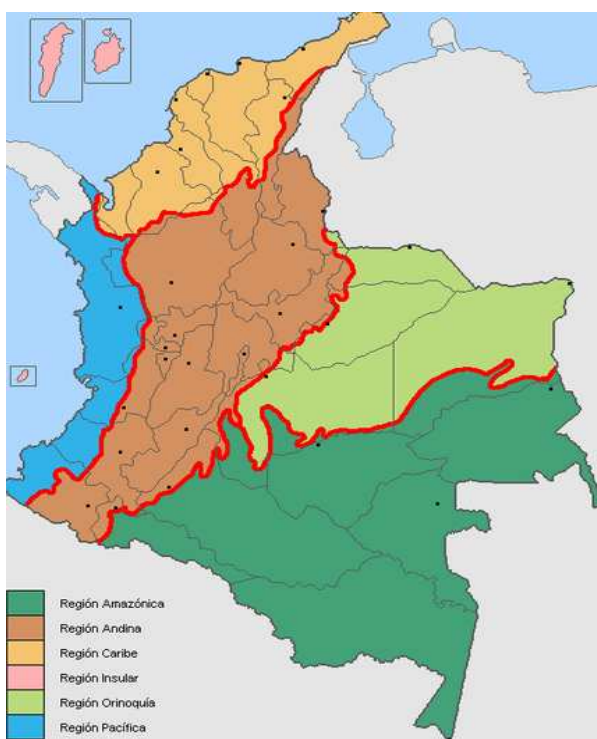 Región Amazónica
Región Andina
Región Caribe
Región Insular
Región Orinoquía
Región Pacífica